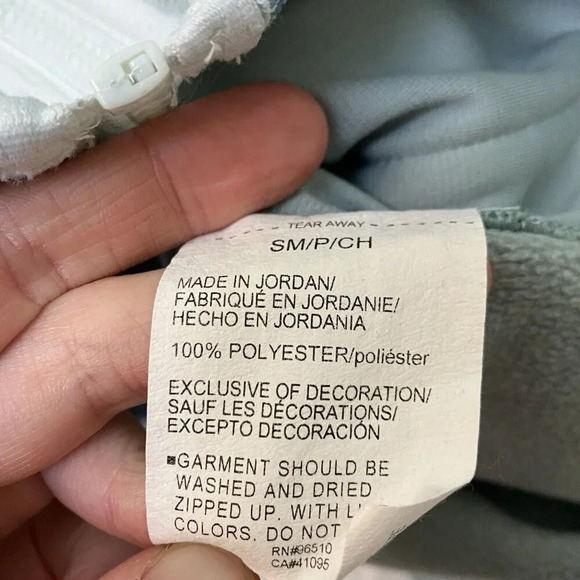 TEAR AWAY
SM/P/CH
MADE IN JORDAN/
FABRIQUÉ EN JORDANIE/
HECHO EN JORDANIA
100% POLYESTER/poliéster
EXCLUSIVE OF DECORATION/
SAUF LES DÉCORATIONS/
EXCEPTO DECORACIÓN
▪GARMENT SHOULD BE
WASHED AND DRIED
ZIPPED UP. WITH
COLORS. DO NOT
RN#96510
CA#41095